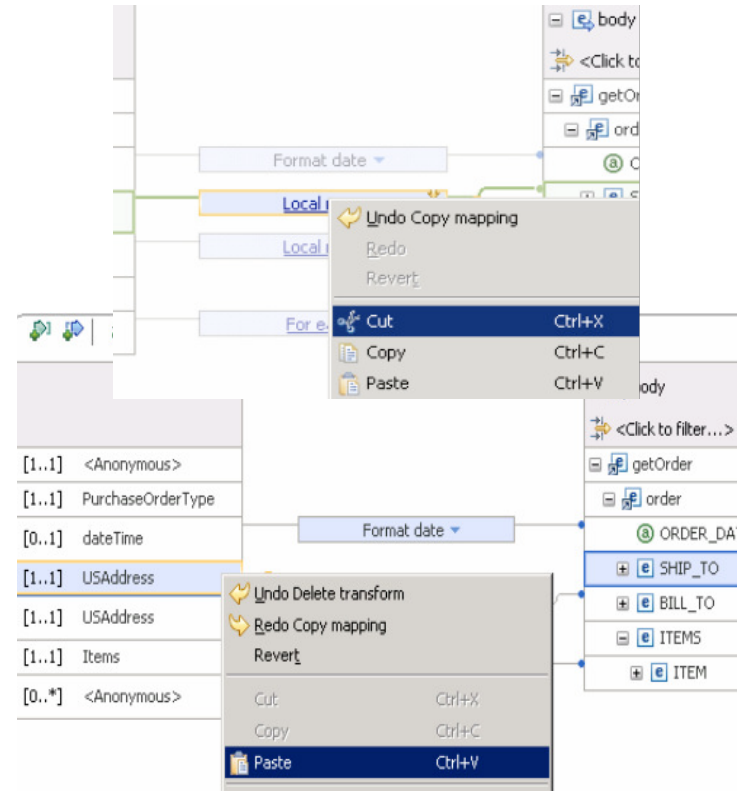 body
<Click to
getOr
Format date
ord
Local
Undo Copy mapping
Redo
Local
Revert
For e
Cut Ctrl+X
Copy Ctrl+C
Paste Ctrl+V
body
<Click to filter...>
[1..1] <Anonymous> getOrder
[1..1] PurchaseOrderType order
[0..1] dateTime Format date ORDER_DA
[1..1] USAddress SHIP_TO
Undo Delete transform
[1..1] USAddress BILL_TO
Redo Copy mapping
[1..1] Items Revert ITEMS
ITEM
[0..*] <Anonymous> Cut Ctrl+X
Copy Ctrl+C
Paste Ctrl+V